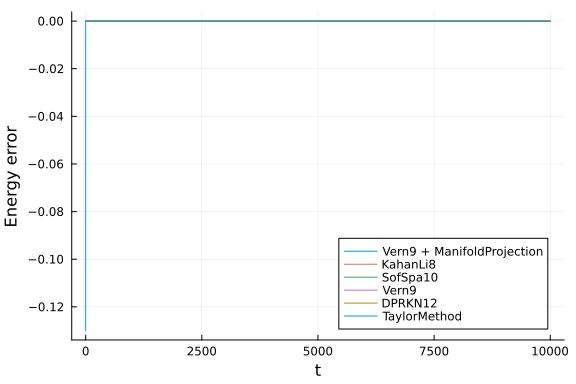 0.00
−0.02
−0.04
−0.06
−0.08
−0.10
−0.12
Energy error
Vern9 + ManifoldProjection
KahanLi8
SofSpa10
Vern9
DPRKN12
TaylorMethod
0 2500 5000 7500 10000
t